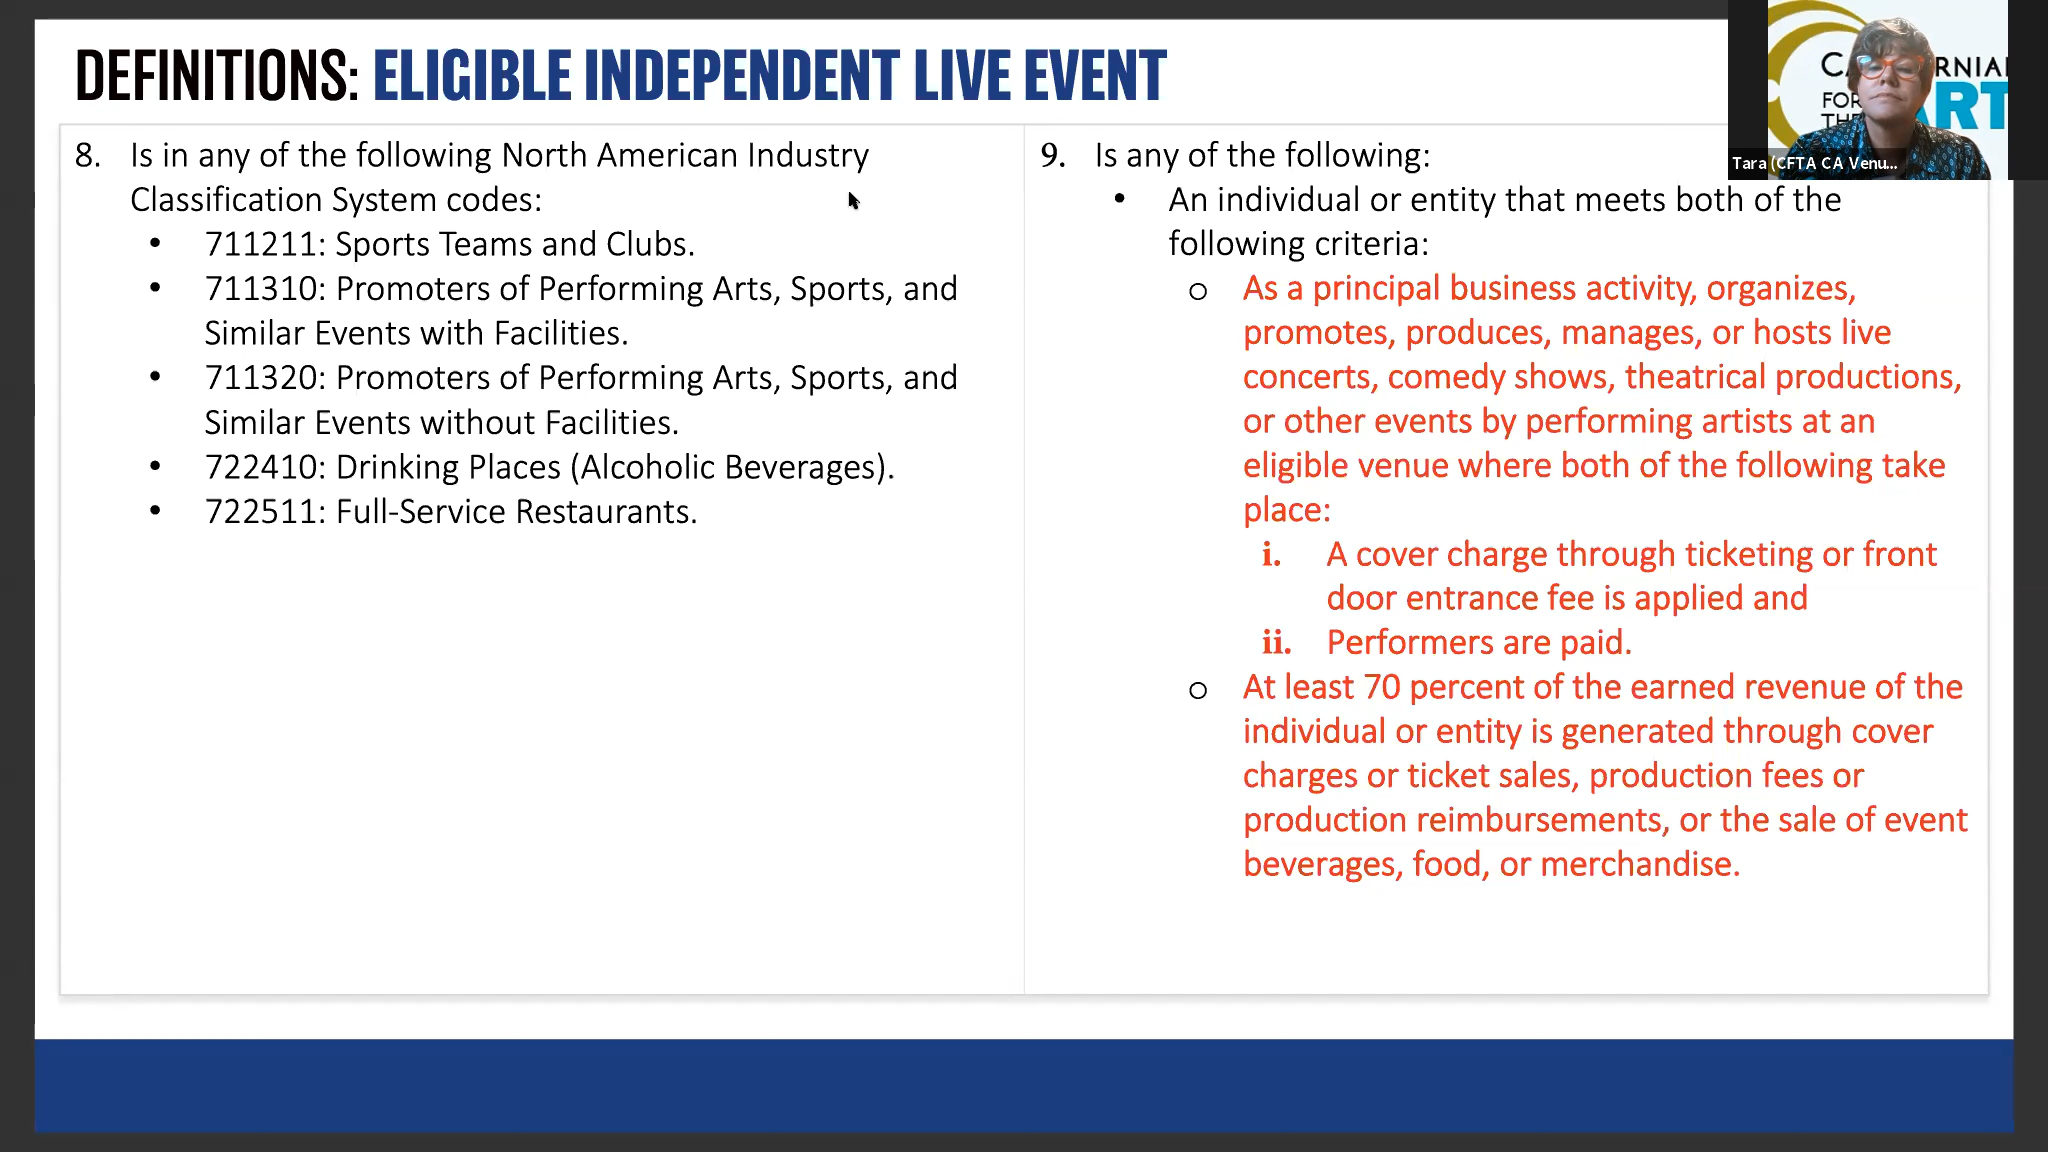 DEFINITIONS: ELIGIBLE INDEPENDENT LIVE EVENT
8. Is in any of the following North American Industry
Classification System codes:
• 711211: Sports Teams and Clubs.
• 711310: Promoters of Performing Arts, Sports, and
Similar Events with Facilities.
• 711320: Promoters of Performing Arts, Sports, and
Similar Events without Facilities.
• 722410: Drinking Places (Alcoholic Beverages).
• 722511: Full-Service Restaurants.
9. Is any of the following:
• An individual or entity that meets both of the
following criteria:
o As a principal business activity, organizes,
promotes, produces, manages, or hosts live
concerts, comedy shows, theatrical productions,
or other events by performing artists at an
eligible venue where both of the following take
place:
i. A cover charge through ticketing or front
door entrance fee is applied and
ii. Performers are paid.
o At least 70 percent of the earned revenue of the
individual or entity is generated through cover
charges or ticket sales, production fees or
production reimbursements, or the sale of event
beverages, food, or merchandise.
Tara (CFTA CA Venu...